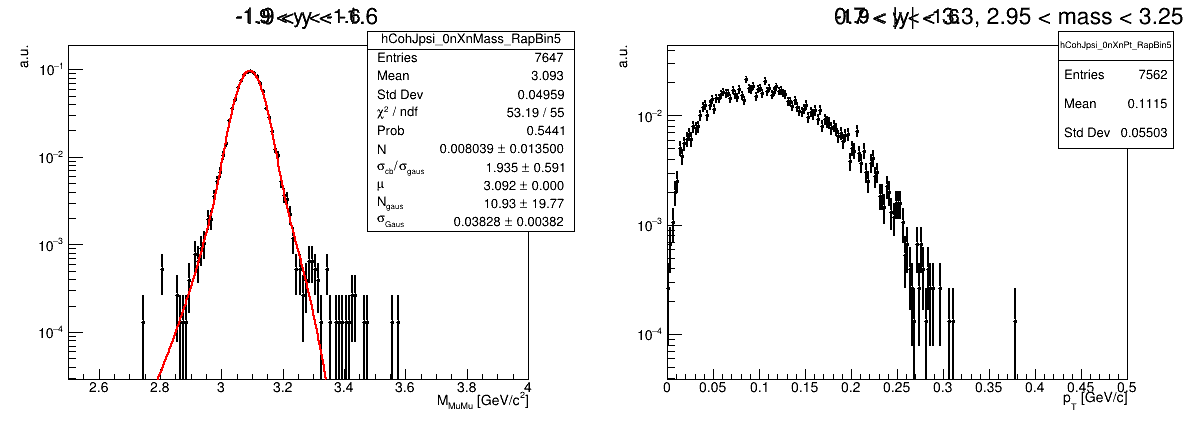 a.u.
hCohJpsi_0nXnMass_RapBin5
Entries 7647
Mean 3.093
Std Dev 0.04959
χ² / ndf 53.19 / 55
Prob 0.5441
N 0.008039 ± 0.013500
σcb/σgaus 1.935 ± 0.591
μ 3.092 ± 0.000
Ngaus 10.93 ± 19.77
σGaus 0.03828 ± 0.00382
10⁻¹
10⁻²
10⁻³
10⁻⁴
2.6 2.8 3 3.2 3.4 3.6 3.8 4
MMuMu [GeV/c²]
, 2.95 < mass < 3.25
a.u.
hCohJpsi_0nXnPt_RapBin5
Entries 7562
Mean 0.1115
Std Dev 0.05503
10⁻²
10⁻³
10⁻⁴
0 0.05 0.1 0.15 0.2 0.25 0.3 0.35 0.4 0.45 0.5
pT [GeV/c]